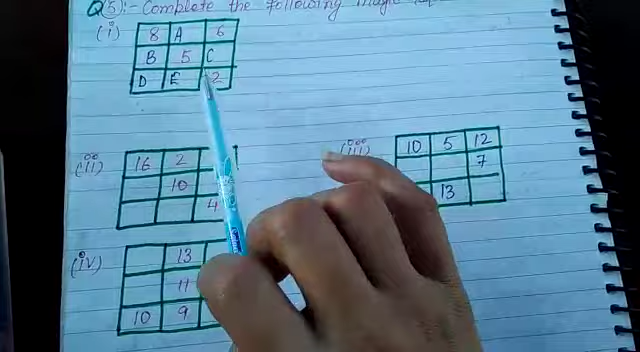 Q(5):- Complete the following magic
(i)
8 A 6
B 5 C
D E 2
(ii)
16 2
10
4
(iii)
10 5 12
7
13
(iv)
13
11
10 9